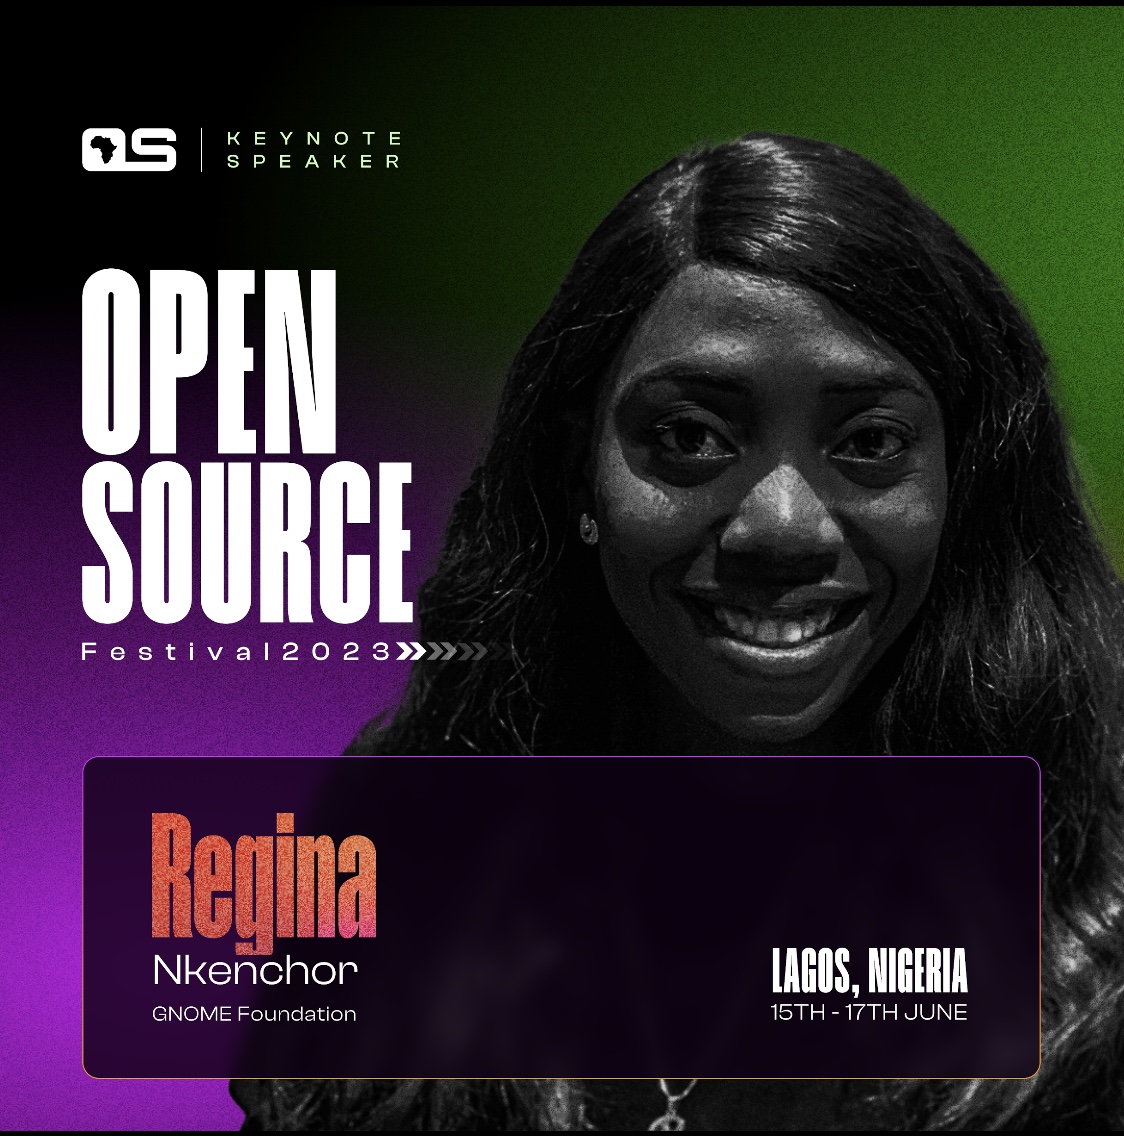 OS
KEYNOTE
SPEAKER
OPEN
SOURCE
Festival2023
Regina
Nkenchor
GNOME Foundation
LAGOS, NIGERIA
15TH - 17TH JUNE